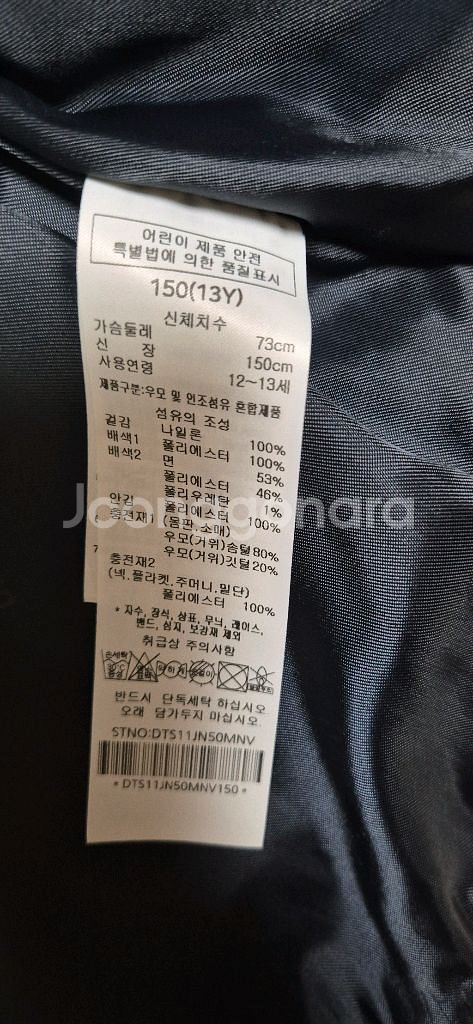 어린이 제품 안전
특별법에 의한 품질표시
150(13Y)
신체치수
가슴둘레 73cm
신 장 150cm
사용연령 12~13세
제품구분:우모 및 인조섬유 혼합제품
섬유의 조성
겉감 나일론 100%
배색1 폴리에스터 100%
배색2 면 53%
폴리에스터 46%
폴리우레탄 1%
안감 폴리에스터 100%
충전재1 (몸판,소매)
우모(거위)솜털80%
우모(거위)깃털20%
충전재2
(넥,플라켓,주머니,밑단)
폴리에스터 100%
* 자수, 장식, 상표, 무늬, 레이스,
밴드, 심지, 보강재 제외
취급상 주의사항
손세탁
30℃
중성
반드시 단독세탁 하십시오
오래 담가두지 마십시오.
STNO:DTS11JN50MNV
*DTS11JN50MNV150*
Joonggonara